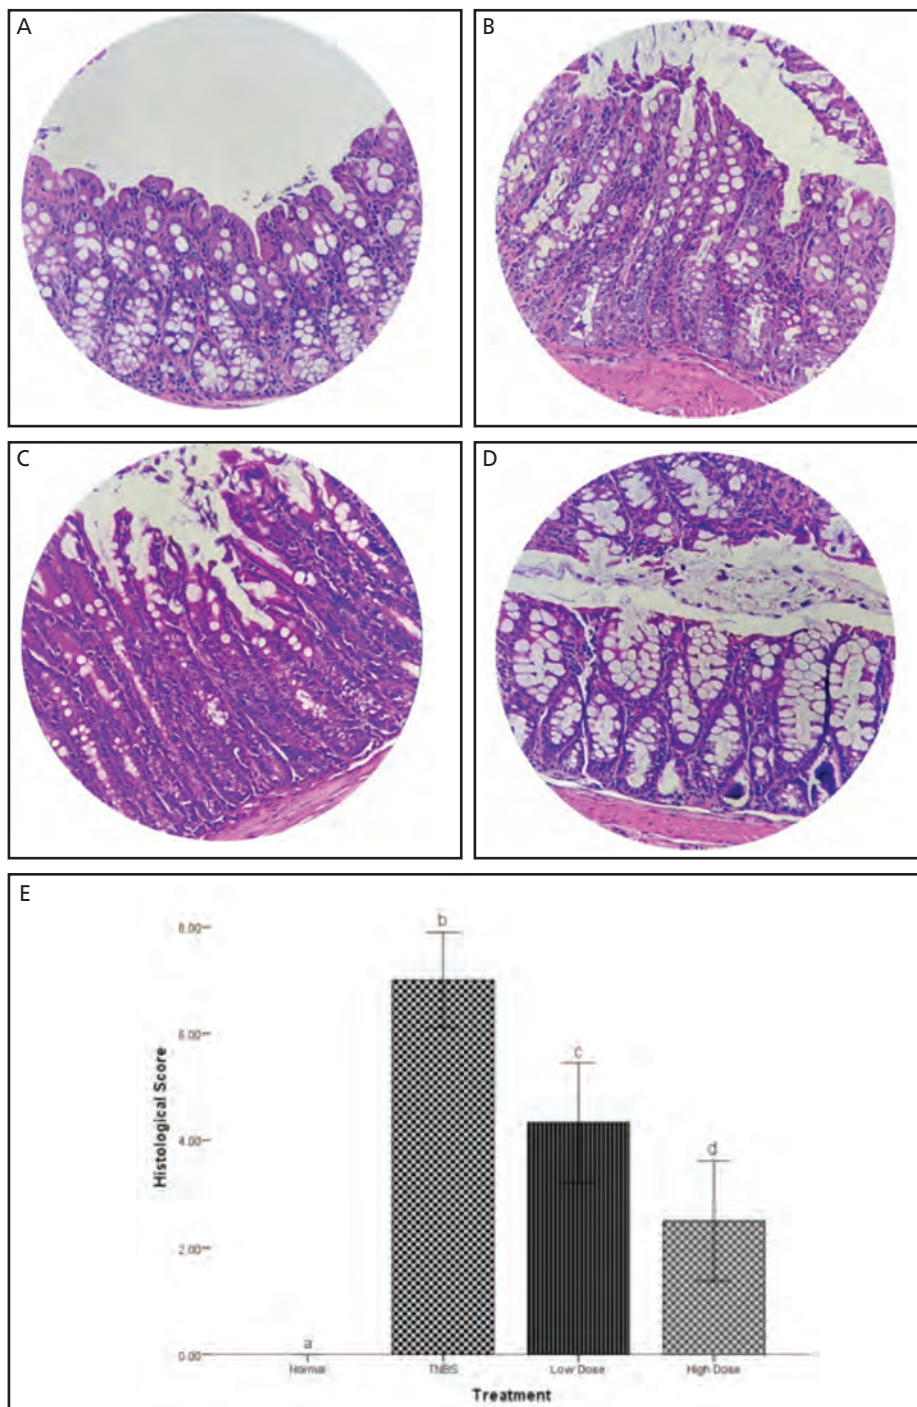 A
B
C
D
E
8.00
6.00
4.00
2.00
0.00
Histological Score
a
b
c
d
Normal
TNBS
Low Dose
High Dose
Treatment